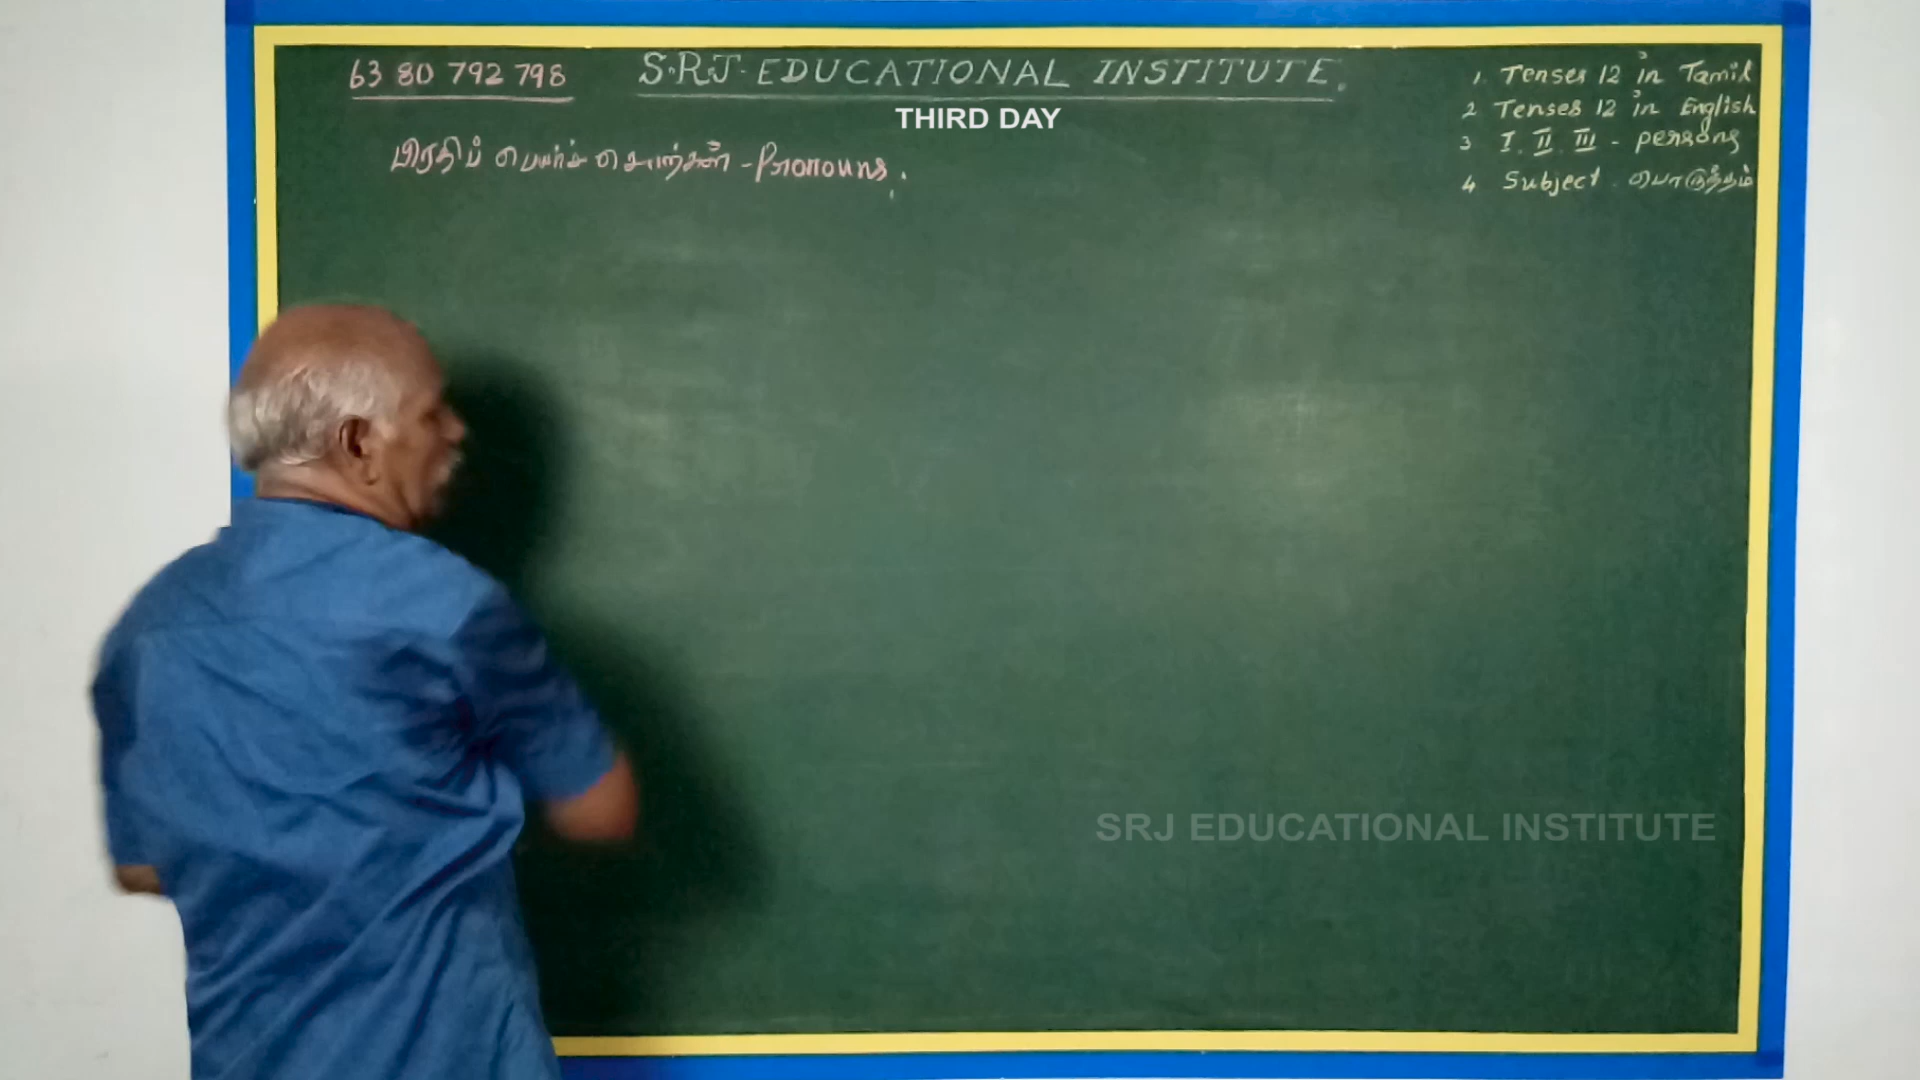 63 80 792 798
S.R.J. EDUCATIONAL INSTITUTE.
THIRD DAY
பிரதிப் பெயர்ச் சொற்கள் - Pronouns.
1. Tenses 12 in Tamil
2 Tenses 12 in English
3 I. II. III - persons
4 Subject. பொருத்தம்
SRJ EDUCATIONAL INSTITUTE